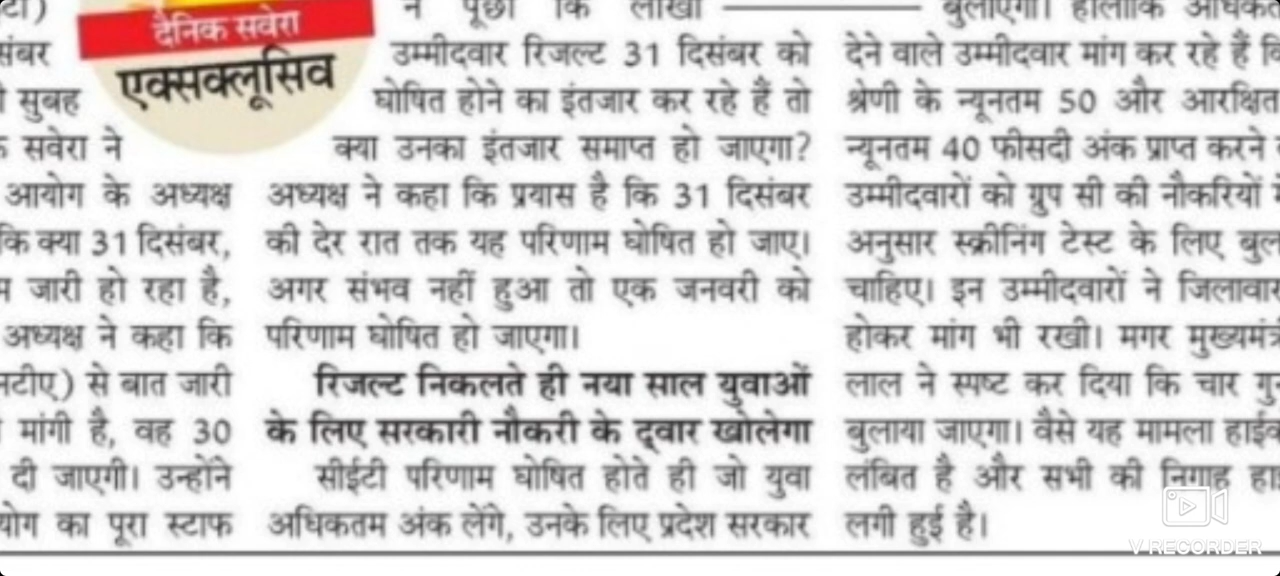 दैनिक सवेरा
एक्सक्लूसिव
संबर
सुबह
सवेरा ने
आयोग के अध्यक्ष
कि क्या 31 दिसंबर,
जारी हो रहा है,
अध्यक्ष ने कहा कि
से बात जारी
मांगी है, वह 30
दी जाएगी। उन्होंने
का पूरा स्टाफ
ने पूछा कि लाखों
उम्मीदवार रिजल्ट 31 दिसंबर को
घोषित होने का इंतजार कर रहे हैं तो
क्या उनका इंतजार समाप्त हो जाएगा?
अध्यक्ष ने कहा कि प्रयास है कि 31 दिसंबर
की देर रात तक यह परिणाम घोषित हो जाए।
अगर संभव नहीं हुआ तो एक जनवरी को
परिणाम घोषित हो जाएगा।
रिजल्ट निकलते ही नया साल युवाओं
के लिए सरकारी नौकरी के द्वार खोलेगा
सीईटी परिणाम घोषित होते ही जो युवा
अधिकतम अंक लेंगे, उनके लिए प्रदेश सरकार
बुलाएगी। हालांकि
देने वाले उम्मीदवार मांग कर रहे हैं
श्रेणी के न्यूनतम 50 और आरक्षित
न्यूनतम 40 फीसदी अंक प्राप्त करने
उम्मीदवारों को ग्रुप सी की नौकरियों
अनुसार स्क्रीनिंग टेस्ट के लिए
चाहिए। इन उम्मीदवारों ने
होकर मांग भी रखी। मगर
लाल ने स्पष्ट कर दिया कि चार
बुलाया जाएगा। वैसे यह मामला
लंबित है और सभी की निगाह
लगी हुई है।
V RECORDER